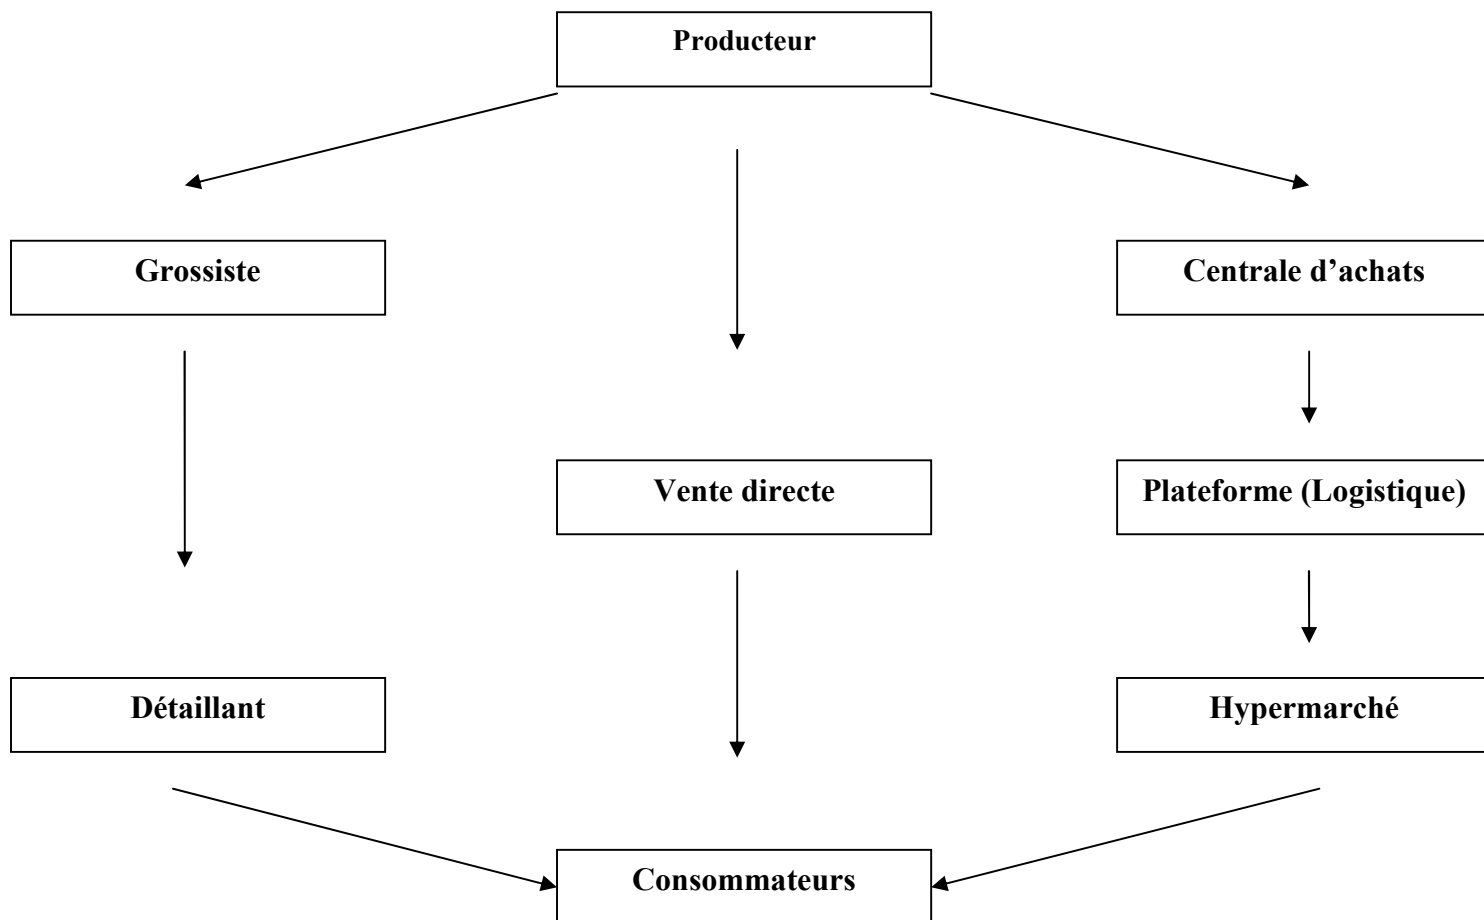 Producteur
Grossiste
Centrale d’achats
Vente directe
Plateforme (Logistique)
Détaillant
Hypermarché
Consommateurs